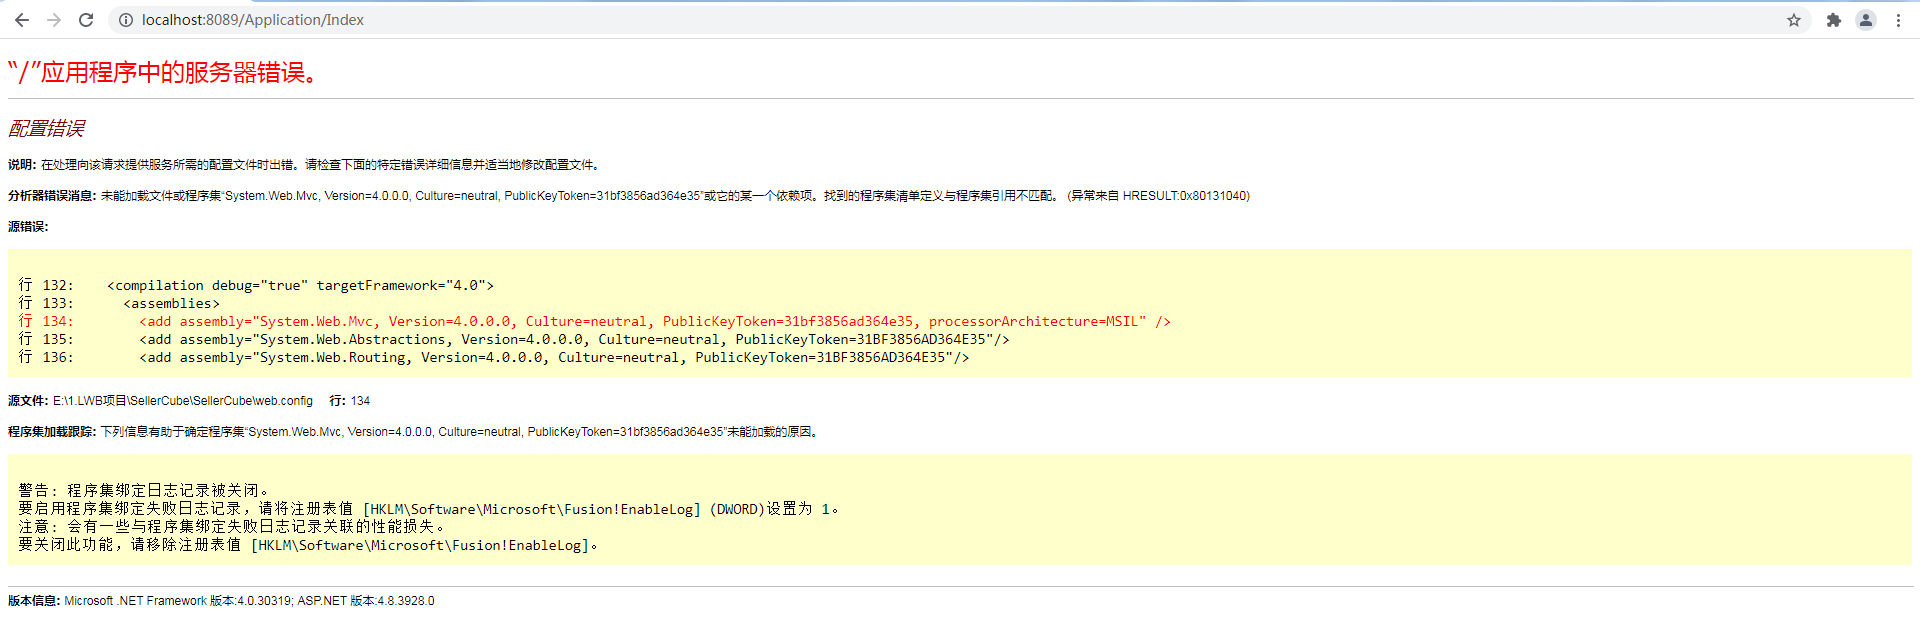 localhost:8089/Application/Index
“/”应用程序中的服务器错误。
配置错误
说明: 在处理向该请求提供服务所需的配置文件时出错。请检查下面的特定错误详细信息并适当地修改配置文件。
分析器错误消息: 未能加载文件或程序集“System.Web.Mvc, Version=4.0.0.0, Culture=neutral, PublicKeyToken=31bf3856ad364e35”或它的某一个依赖项。找到的程序集清单定义与程序集引用不匹配。 (异常来自 HRESULT:0x80131040)
源错误:
行 132:    <compilation debug="true" targetFramework="4.0">
行 133:      <assemblies>
行 134:        <add assembly="System.Web.Mvc, Version=4.0.0.0, Culture=neutral, PublicKeyToken=31bf3856ad364e35, processorArchitecture=MSIL" />
行 135:        <add assembly="System.Web.Abstractions, Version=4.0.0.0, Culture=neutral, PublicKeyToken=31BF3856AD364E35"/>
行 136:        <add assembly="System.Web.Routing, Version=4.0.0.0, Culture=neutral, PublicKeyToken=31BF3856AD364E35"/>
源文件: E:\1.LWB项目\SellerCube\SellerCube\web.config    行: 134
程序集加载跟踪: 下列信息有助于确定程序集“System.Web.Mvc, Version=4.0.0.0, Culture=neutral, PublicKeyToken=31bf3856ad364e35”未能加载的原因。
警告: 程序集绑定日志记录被关闭。
要启用程序集绑定失败日志记录，请将注册表值 [HKLM\Software\Microsoft\Fusion!EnableLog] (DWORD)设置为 1。
注意: 会有一些与程序集绑定失败日志记录关联的性能损失。
要关闭此功能，请移除注册表值 [HKLM\Software\Microsoft\Fusion!EnableLog]。
版本信息: Microsoft .NET Framework 版本:4.0.30319; ASP.NET 版本:4.8.3928.0